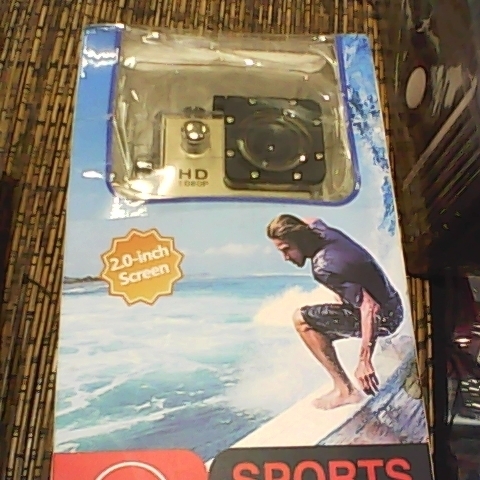 HD
1080P
2.0-inch
Screen
SPORTS